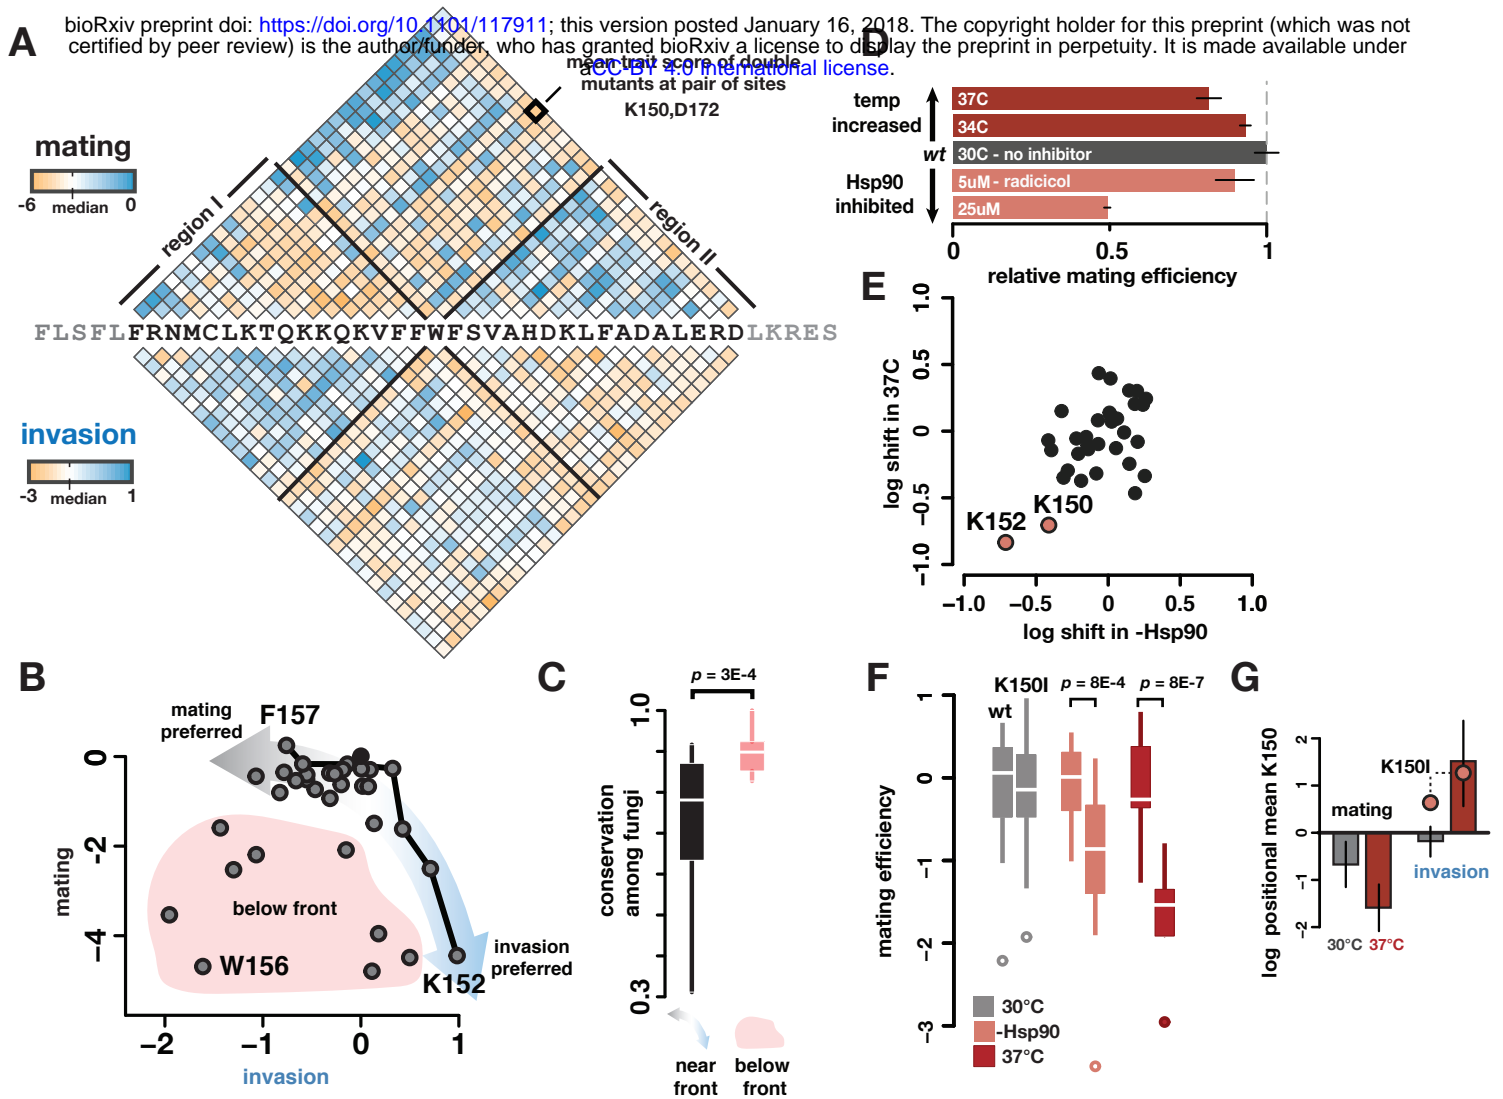 bioRxiv preprint doi: https://doi.org/10.1101/117911; this version posted January 16, 2018. The copyright holder for this preprint (which was not
certified by peer review) is the author/funder, who has granted bioRxiv a license to display the preprint in perpetuity. It is made available under
aCC-BY 4.0 International license.
A
mean trait score of double
mutants at pair of sites
K150,D172
mating
-6 median 0
region I
region II
FLSFLFRNMCLKTQKKQKVFFWFSVAHDKLFADALERDLKRES
invasion
-3 median 1
D
temp
increased
wt
Hsp90
inhibited
37C
34C
30C - no inhibitor
5uM - radicicol
25uM
0 0.5 1
relative mating efficiency
E
log shift in 37C
1.0
0.5
0
−0.5
−1.0
K150
K152
−1.0 −0.5 0 0.5 1.0
log shift in -Hsp90
B
mating
preferred
F157
mating
0
−2
−4
below front
W156
K152
invasion
preferred
−2 −1 0 1
invasion
C
p = 3E-4
conservation
among fungi
1.0
0.3
near
front
below
front
F
K150I
wt
p = 8E-4
p = 8E-7
mating efficiency
1
0
-1
-2
-3
30°C
-Hsp90
37°C
G
log positional mean K150
2
1
0
-1
-2
K150I
mating
invasion
30°C 37°C